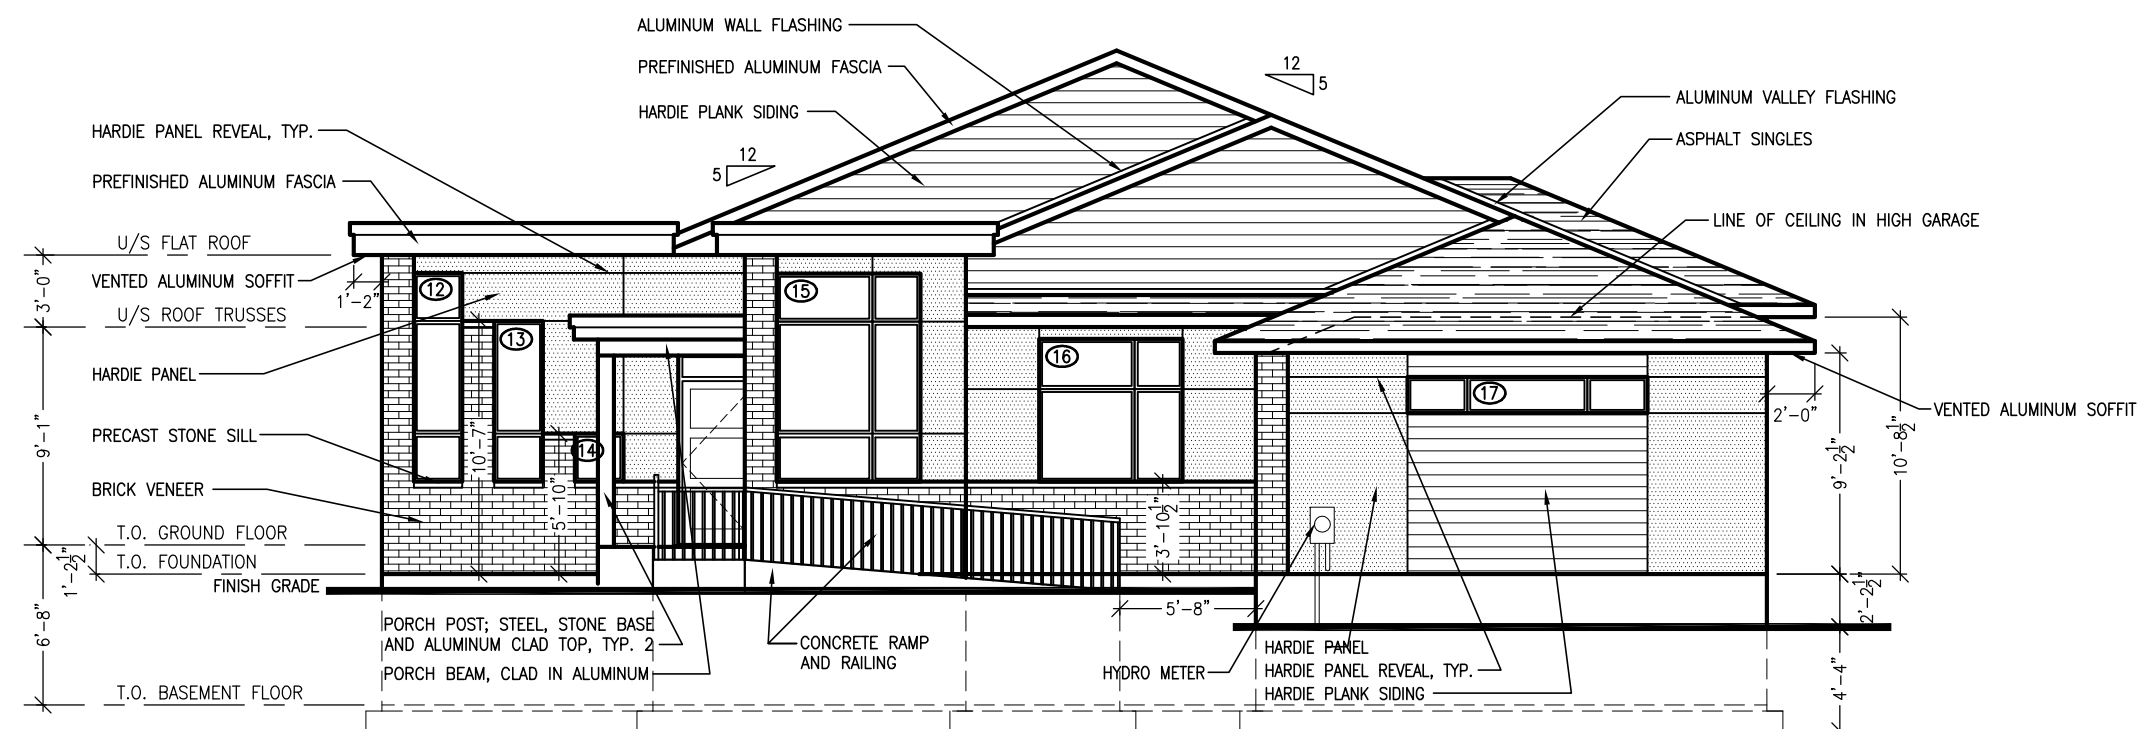 ALUMINUM WALL FLASHING
PREFINISHED ALUMINUM FASCIA
HARDIE PLANK SIDING
12
5
ALUMINUM VALLEY FLASHING
ASPHALT SINGLES
LINE OF CEILING IN HIGH GARAGE
HARDIE PANEL REVEAL, TYP.
12
5
PREFINISHED ALUMINUM FASCIA
U/S FLAT ROOF
VENTED ALUMINUM SOFFIT
3'-0"
1'-2"
U/S ROOF TRUSSES
HARDIE PANEL
9'-1"
PRECAST STONE SILL
BRICK VENEER
T.O. GROUND FLOOR
T.O. FOUNDATION
1'-2 1/2"
FINISH GRADE
6'-8"
T.O. BASEMENT FLOOR
12
13
14
15
16
17
10'-7"
5'-10"
3'-10 1/2"
5'-8"
2'-0"
VENTED ALUMINUM SOFFIT
9'-2 1/2"
10'-8 1/2"
2'-2 1/2"
4'-4"
PORCH POST; STEEL, STONE BASE
AND ALUMINUM CLAD TOP, TYP. 2
PORCH BEAM, CLAD IN ALUMINUM
CONCRETE RAMP
AND RAILING
HYDRO METER
HARDIE PANEL
HARDIE PANEL REVEAL, TYP.
HARDIE PLANK SIDING